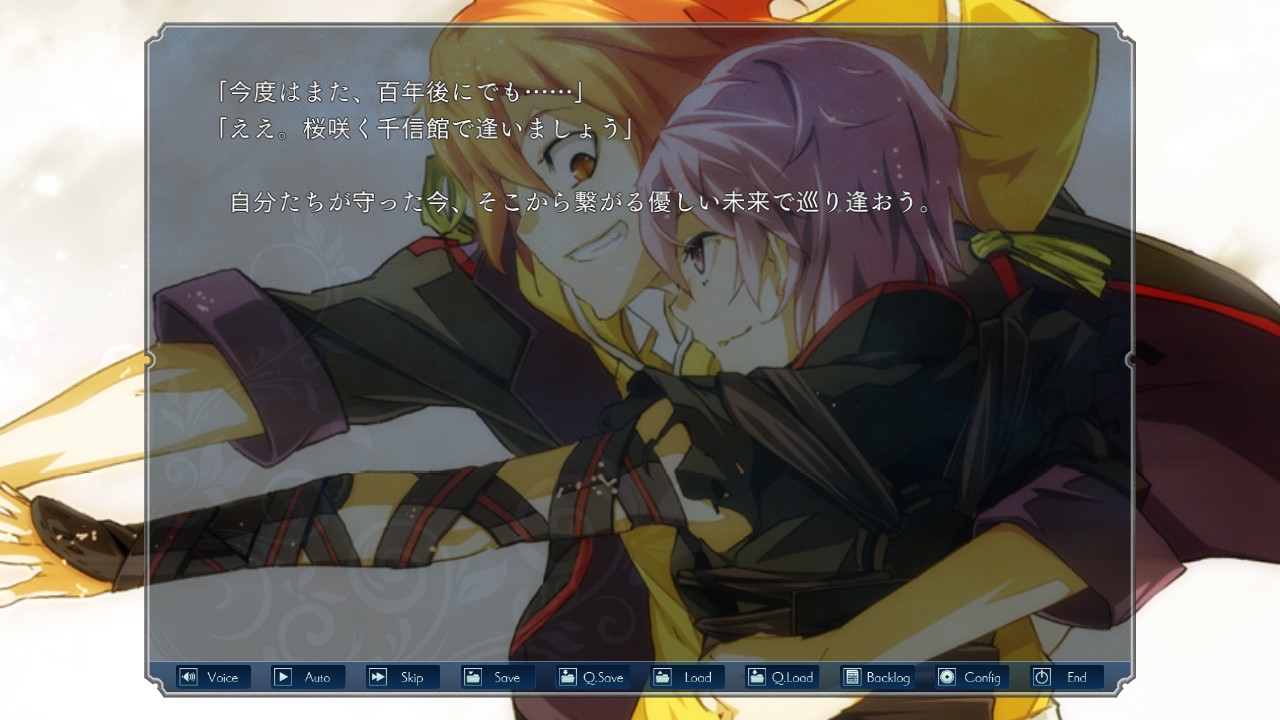 「今度はまた、百年後にでも……」
「ええ。桜咲く千信館で逢いましょう」
自分たちが守った今、そこから繋がる優しい未来で巡り逢おう。
Voice Auto Skip Save Q.Save Load Q.Load Backlog Config End